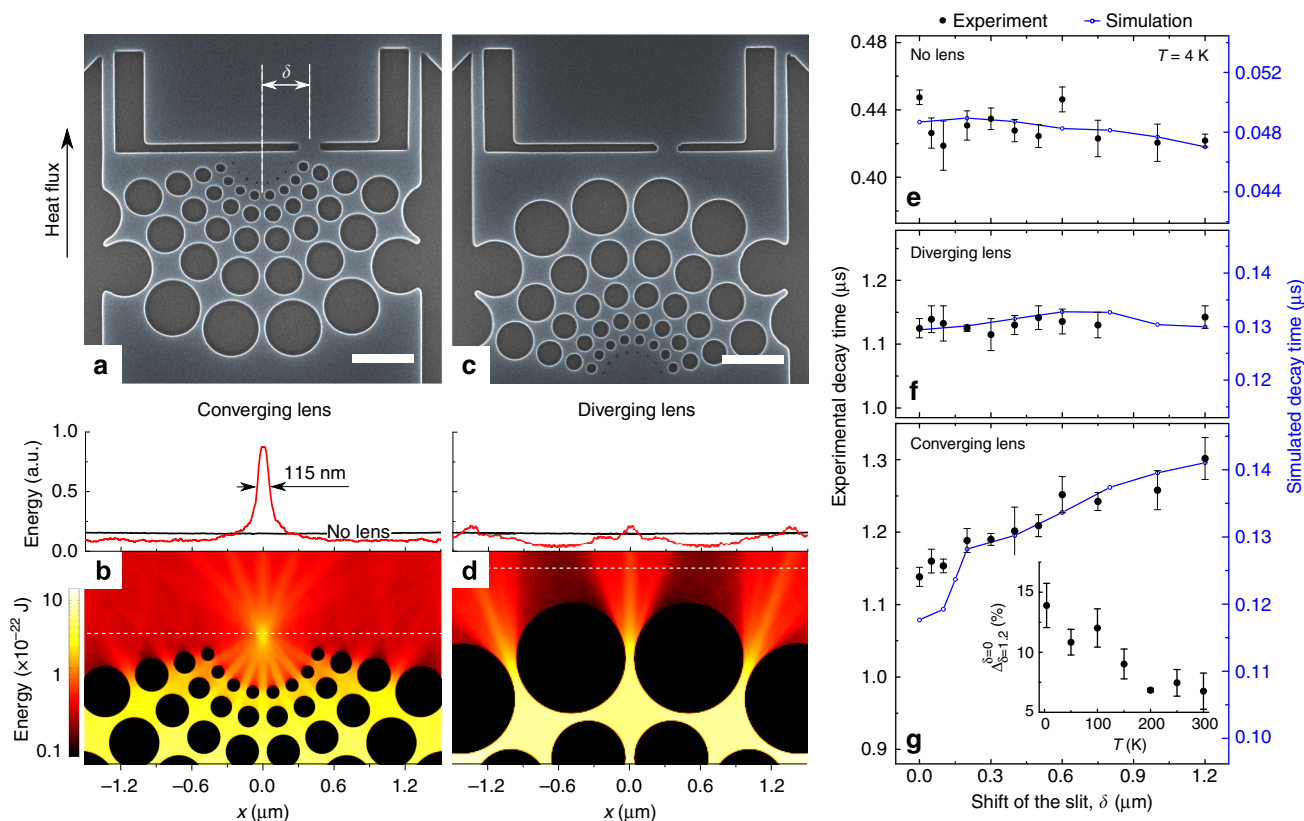 Experiment Simulation
δ
Heat flux
a
c
Converging lens
Diverging lens
Energy (a.u.)
1.0
0.5
0.0
115 nm
No lens
b
d
Energy (×10−22 J)
10
1
0.1
−1.2 −0.6 0.0 0.6 1.2
x (μm)
−1.2 −0.6 0.0 0.6 1.2
x (μm)
Experimental decay time (μs)
Simulated decay time (μs)
No lens T = 4 K
0.48
0.44
0.40
0.052
0.048
0.044
e
Diverging lens
1.2
1.1
1.0
0.14
0.13
0.12
f
Converging lens
1.3
1.2
1.1
1.0
0.9
0.14
0.13
0.12
0.11
0.10
g
Δδ=0δ=1.2 (%)
15
10
5
0 100 200 300
T (K)
0.0 0.3 0.6 0.9 1.2
Shift of the slit, δ (μm)